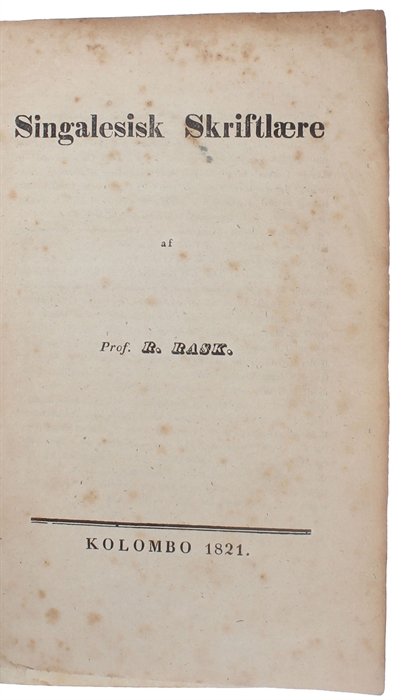 Singalesisk Skriftlære
af
Prof. R. RASK.
KOLOMBO 1821.